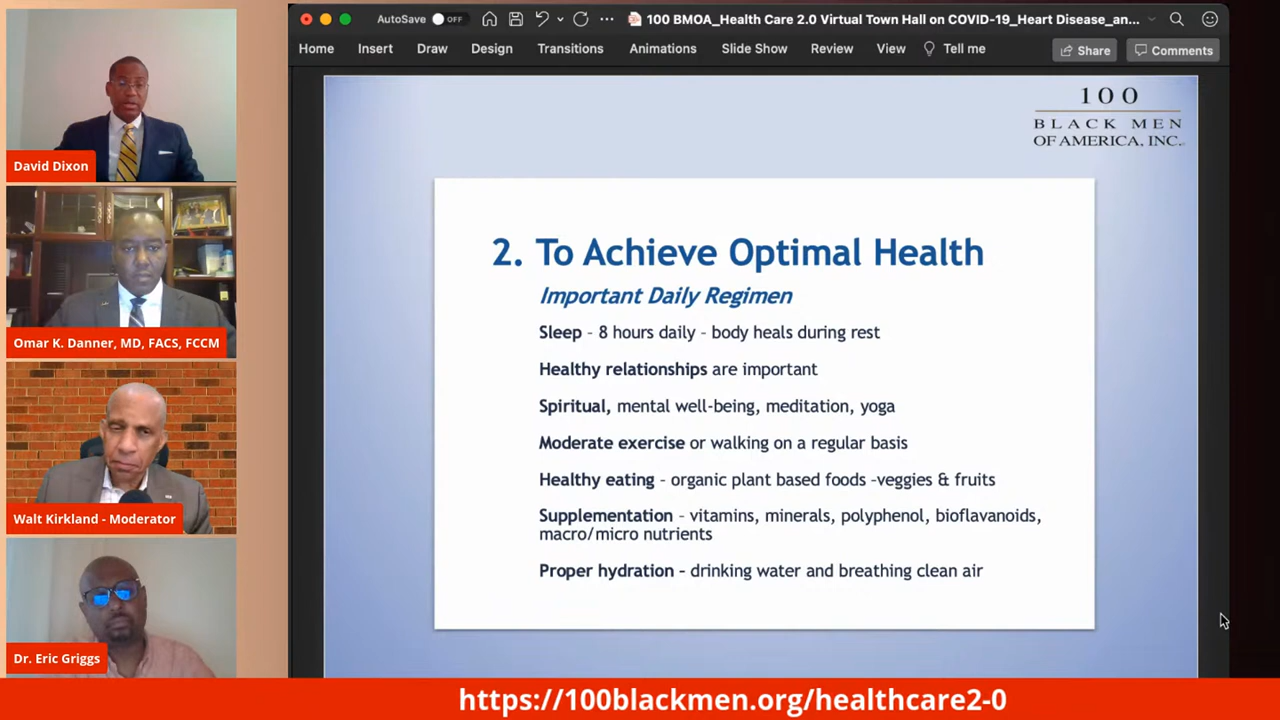 David Dixon
Omar K. Danner, MD, FACS, FCCM
Walt Kirkland - Moderator
Dr. Eric Griggs
AutoSave OFF
100 BMOA_Health Care 2.0 Virtual Town Hall on COVID-19_Heart Disease_an...
Home Insert Draw Design Transitions Animations Slide Show Review View Tell me Share Comments
100
BLACK MEN
OF AMERICA, INC.
2. To Achieve Optimal Health
Important Daily Regimen
Sleep - 8 hours daily - body heals during rest
Healthy relationships are important
Spiritual, mental well-being, meditation, yoga
Moderate exercise or walking on a regular basis
Healthy eating - organic plant based foods -veggies & fruits
Supplementation - vitamins, minerals, polyphenol, bioflavanoids,
macro/micro nutrients
Proper hydration - drinking water and breathing clean air
https://100blackmen.org/healthcare2-0